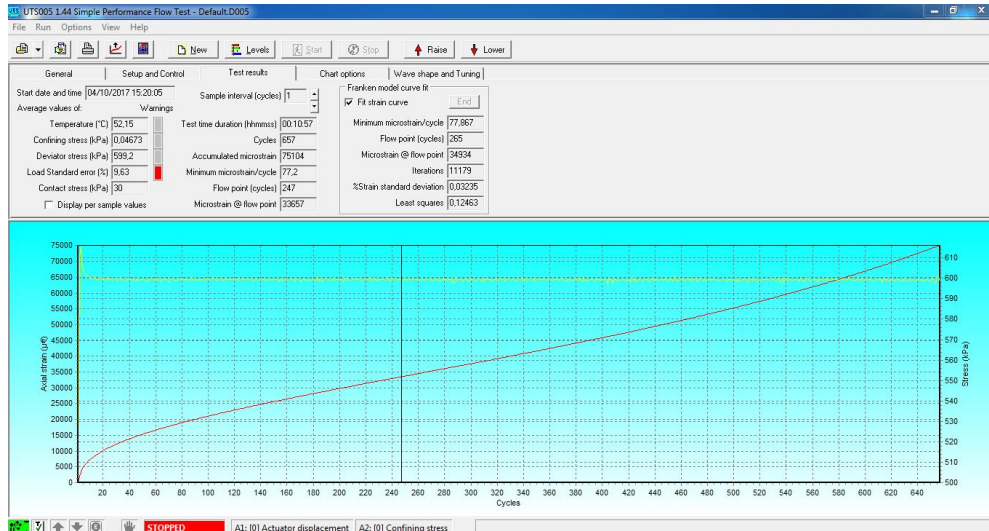 UTS005 1.44 Simple Performance Flow Test - Default.D005
File Run Options View Help
New Levels Start Stop Raise Lower
General Setup and Control Test results Chart options Wave shape and Tuning
Start date and time 04/10/2017 15:20:05
Average values of: Warnings
Temperature (°C) 52,15
Confining stress (kPa) 0,04673
Deviator stress (kPa) 599,2
Load Standard error (%) 9,63
Contact stress (kPa) 30
Display per sample values
Sample interval (cycles) 1
Test time duration (hhmmss) 00:10:57
Cycles 657
Accumulated microstrain 75104
Minimum microstrain/cycle 77,2
Flow point (cycles) 247
Microstrain @ flow point 33657
Franken model curve fit
Fit strain curve End
Minimum microstrain/cycle 77,867
Flow point (cycles) 265
Microstrain @ flow point 34934
Iterations 11179
%Strain standard deviation 0,03235
Least squares 0,12463
75000
70000
65000
60000
55000
50000
45000
40000
35000
30000
25000
20000
15000
10000
5000
0
Axial strain (µε)
610
600
590
580
570
560
550
540
530
520
510
500
Stress (kPa)
20 40 60 80 100 120 140 160 180 200 220 240 260 280 300 320 340 360 380 400 420 440 460 480 500 520 540 560 580 600 620 640
Cycles
STOPPED A1: [0] Actuator displacement A2: [0] Confining stress